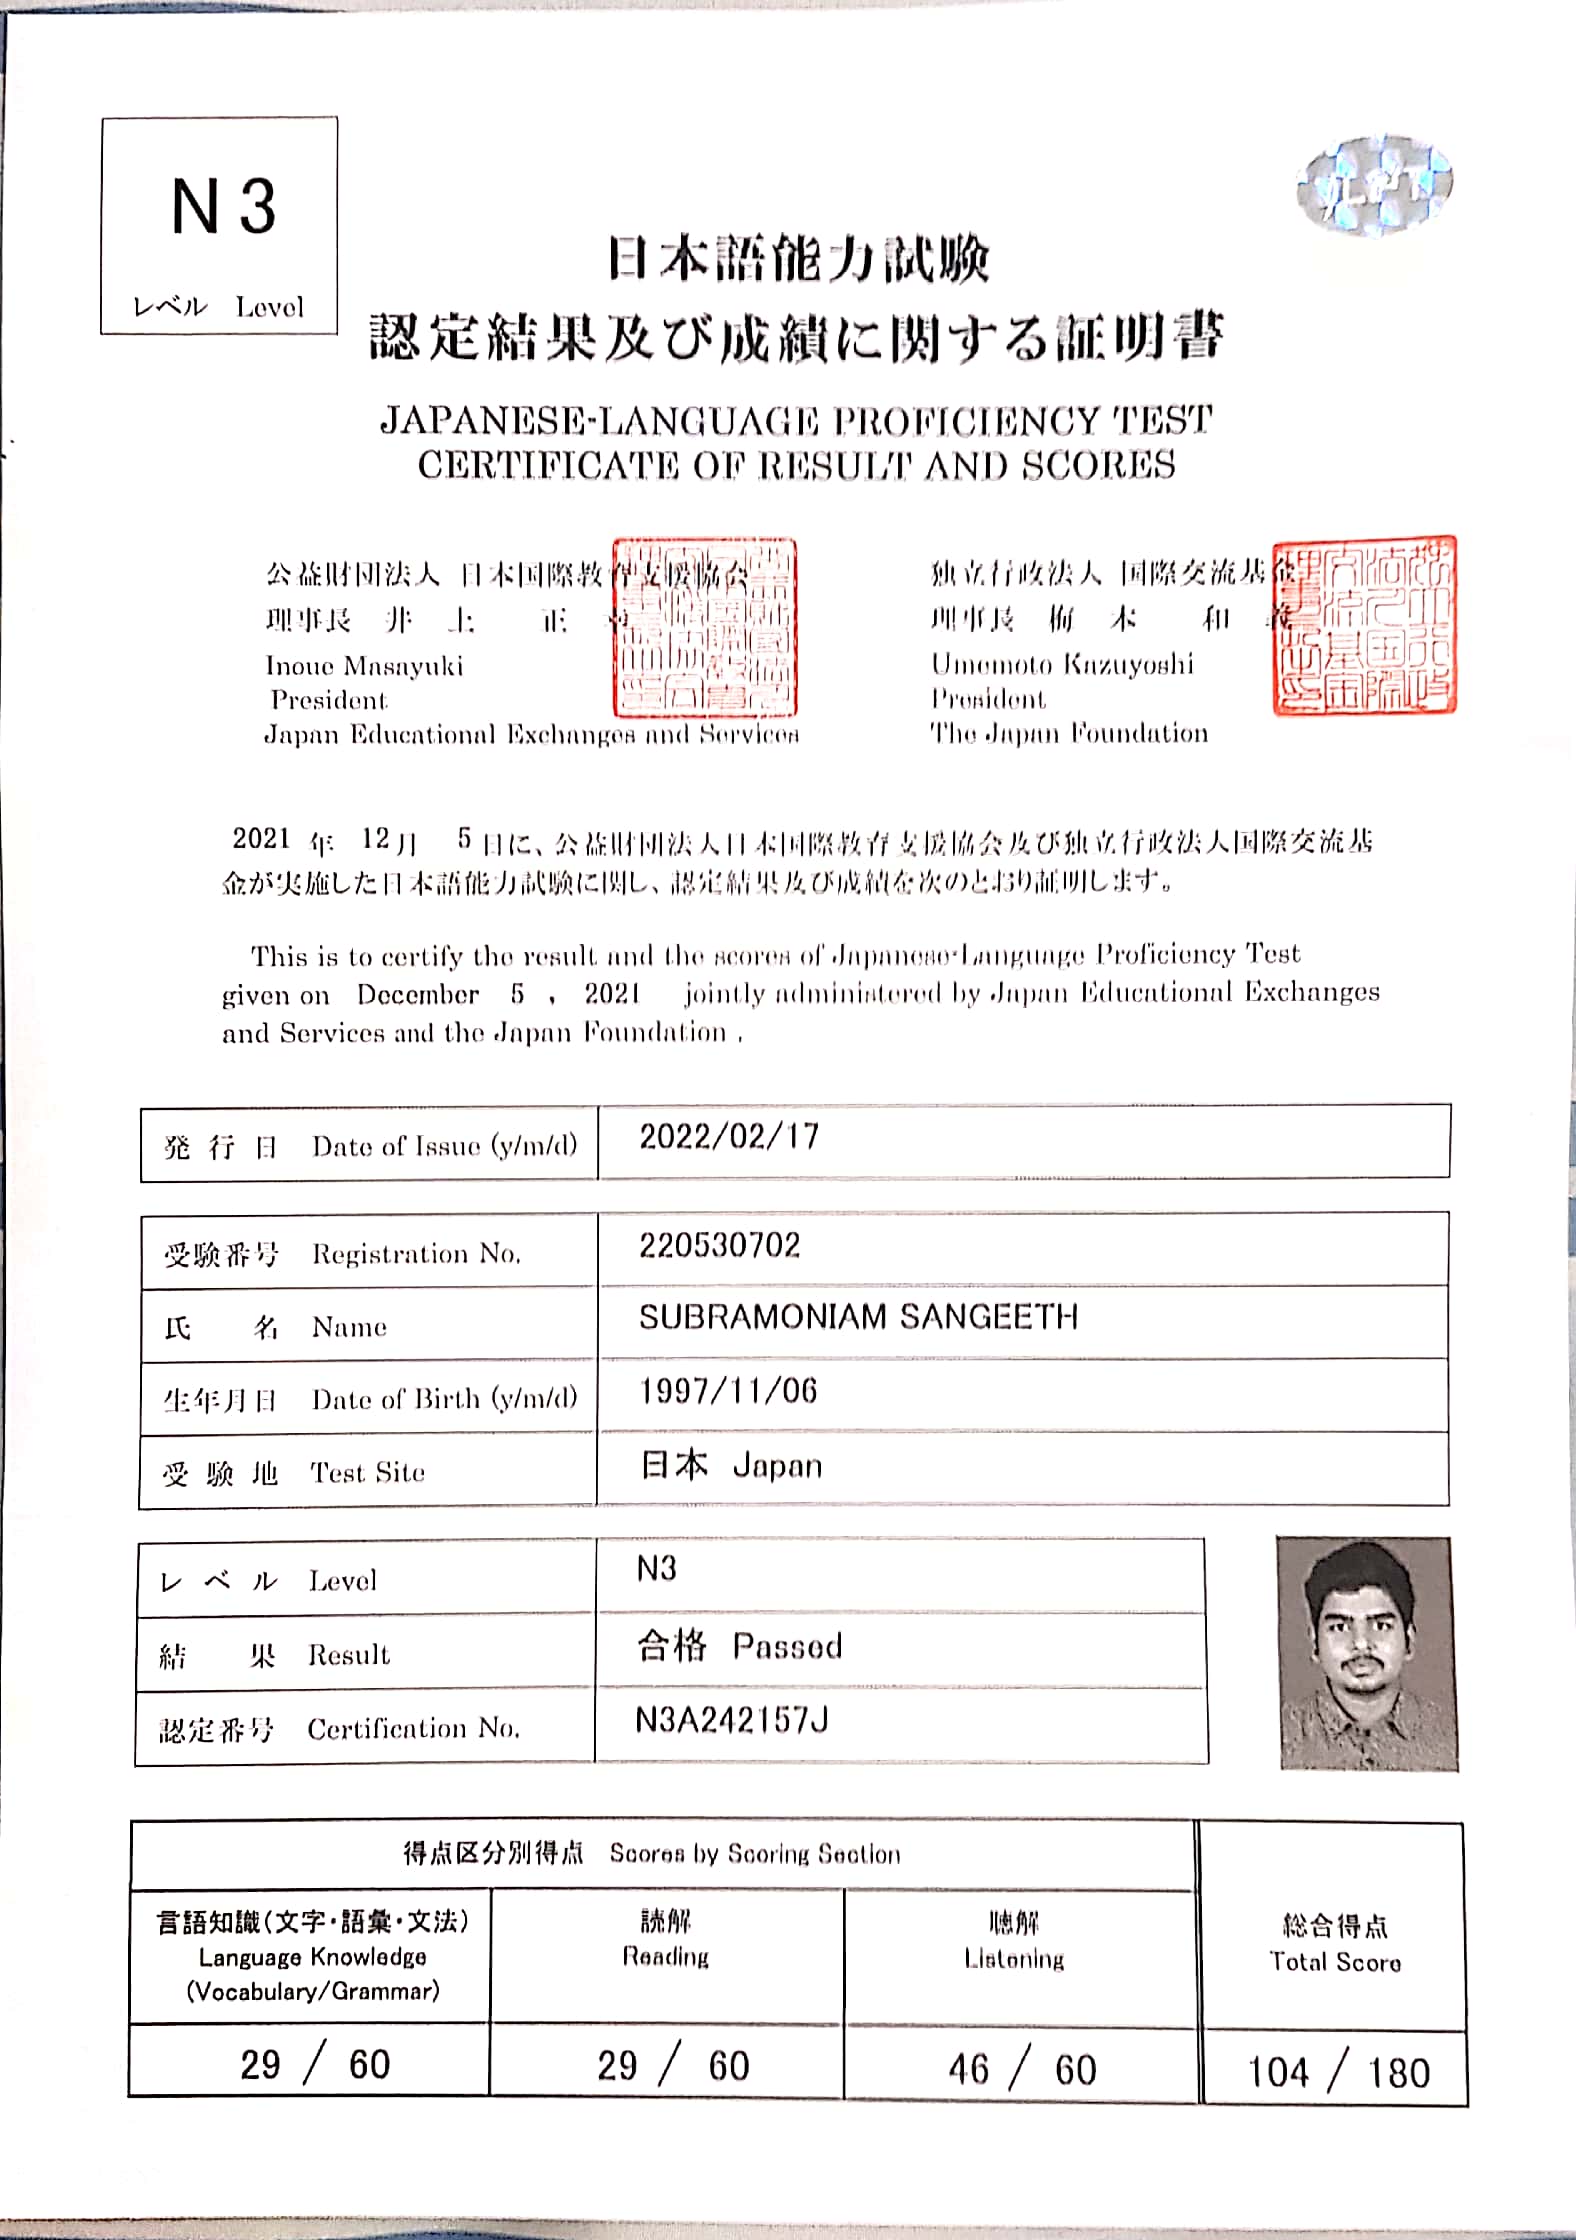 N3
レベル Level
JLPT
日本語能力試験
認定結果及び成績に関する証明書
JAPANESE-LANGUAGE PROFICIENCY TEST
CERTIFICATE OF RESULT AND SCORES
公益財団法人 日本国際教育支援協会
理事長 井 上 正
Inoue Masayuki
President
Japan Educational Exchanges and Services
独立行政法人 国際交流基金
理事長 梅 本 和 義
Umemoto Kazuyoshi
President
The Japan Foundation
2021 年 12月 5日に、公益財団法人日本国際教育支援協会及び独立行政法人国際交流基
金が実施した日本語能力試験に関し、認定結果及び成績を次のとおり証明します。
This is to certify the result and the scores of Japanese-Language Proficiency Test
given on December 5 , 2021 jointly administered by Japan Educational Exchanges
and Services and the Japan Foundation .
発 行 日 Date of Issue (y/m/d) 2022/02/17
受験番号 Registration No. 220530702
氏 名 Name SUBRAMONIAM SANGEETH
生年月日 Date of Birth (y/m/d) 1997/11/06
受 験 地 Test Site 日本 Japan
レ ベ ル Level N3
結 果 Result 合格 Passed
認定番号 Certification No. N3A242157J
得点区分別得点 Scores by Scoring Section
言語知識(文字・語彙・文法)
Language Knowledge
(Vocabulary/Grammar)
読解
Reading
聴解
Listening
総合得点
Total Score
29 / 60
29 / 60
46 / 60
104 / 180